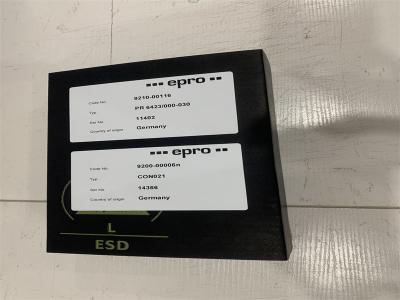 epro
Code No. 9210-00116
Typ PR 6423/000-030
Ser No 11402
Country of origin Germany
epro
Code No. 9200-00006n
Typ CON021
Ser No 14386
Country of origin Germany
L
ESD